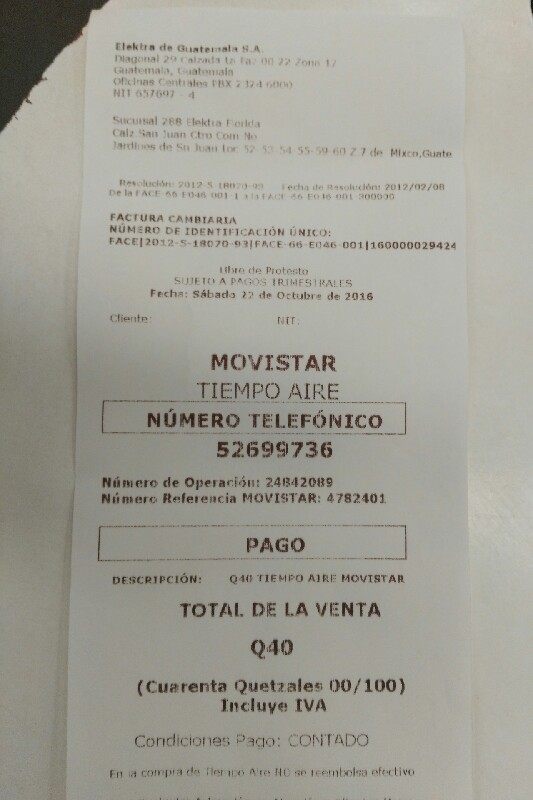 Elektra de Guatemala S.A.
Diagonal 29 Calzada La Paz 00 22 Zona 17
Guatemala, Guatemala
Oficinas Centrales PBX 2324 6000
NIT 657697 - 4
Sucursal 288 Elektra Florida
Calz San Juan Ctro Com No
Jardines de Sn Juan Loc 52-53-54-55-59-60 Z.7 de Mixco,Guate
Resolución: 2012-5-18070-93 Fecha de Resolución: 2012/02/08
De la FACE-66-E046-001-1 a la FACE-66-E046-001-300000
FACTURA CAMBIARIA
NÚMERO DE IDENTIFICACIÓN ÚNICO:
FACE|2012-5-18070-93|FACE-66-E046-001|160000029424
Libre de Protesto
SUJETO A PAGOS TRIMESTRALES
Fecha: Sábado 22 de Octubre de 2016
Cliente: NIT:
MOVISTAR
TIEMPO AIRE
NÚMERO TELEFÓNICO
52699736
Número de Operación: 24842089
Número Referencia MOVISTAR: 4782401
PAGO
DESCRIPCIÓN: Q40 TIEMPO AIRE MOVISTAR
TOTAL DE LA VENTA
Q40
(Cuarenta Quetzales 00/100)
Incluye IVA
Condiciones Pago: CONTADO
En la compra de Tiempo Aire NO se reembolsa efectivo